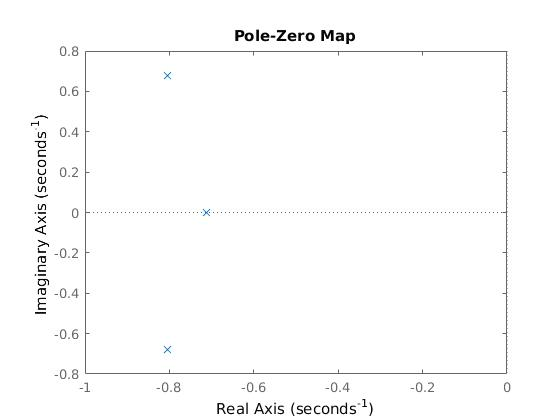 Pole-Zero Map
0.8
0.6
0.4
0.2
0
-0.2
-0.4
-0.6
-0.8
Imaginary Axis (seconds⁻¹)
-1 -0.8 -0.6 -0.4 -0.2 0
Real Axis (seconds⁻¹)